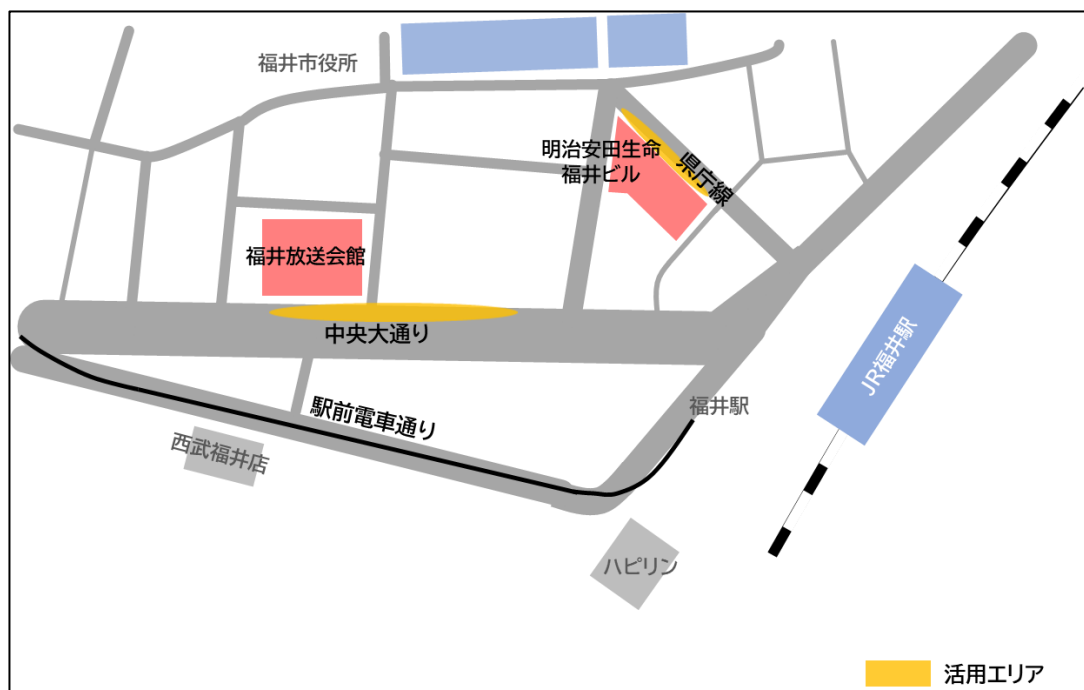 福井市役所
明治安田生命
福井ビル
県庁線
福井放送会館
中央大通り
JR福井駅
駅前電車通り
福井駅
西武福井店
ハピリン
活用エリア